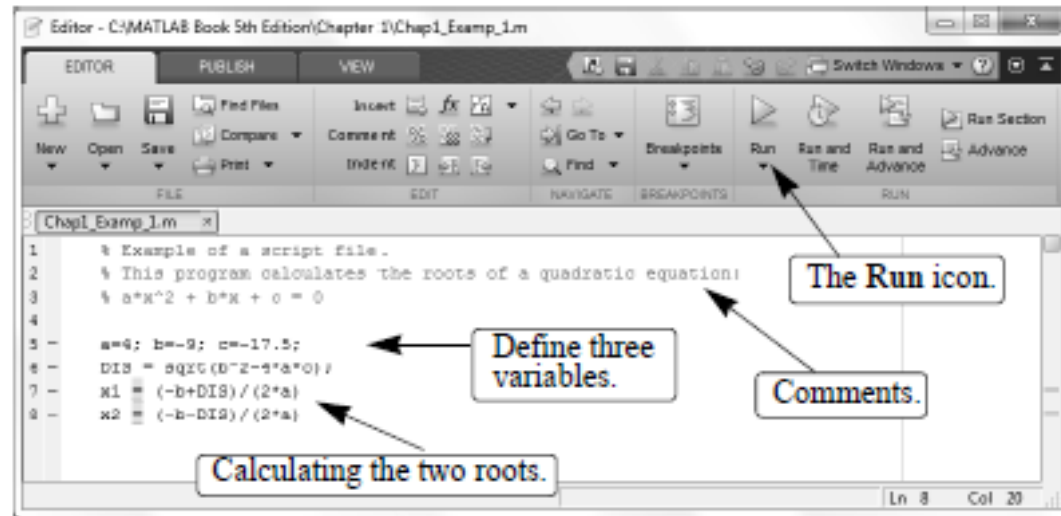 Editor - C:\MATLAB Book 5th Edition\Chapter 1\Chap1_Examp_1.m
EDITOR PUBLISH VIEW Switch Windows
New Open Save Find Files Compare Print
Insert fx
Comment
Indent
Go To
Find
Breakpoints
Run Run and Time Run and Advance Run Section Advance
FILE EDIT NAVIGATE BREAKPOINTS RUN
Chap1_Examp_1.m
1 % Example of a script file.
2 % This program calculates the roots of a quadratic equation:
3 % a*x^2 + b*x + c = 0
4
5 - a=4; b=-9; c=-17.5;
6 - DIS = sqrt(b^2-4*a*c);
7 - x1 = (-b+DIS)/(2*a)
8 - x2 = (-b-DIS)/(2*a)
The Run icon.
Define three
variables.
Comments.
Calculating the two roots.
Ln 8 Col 20